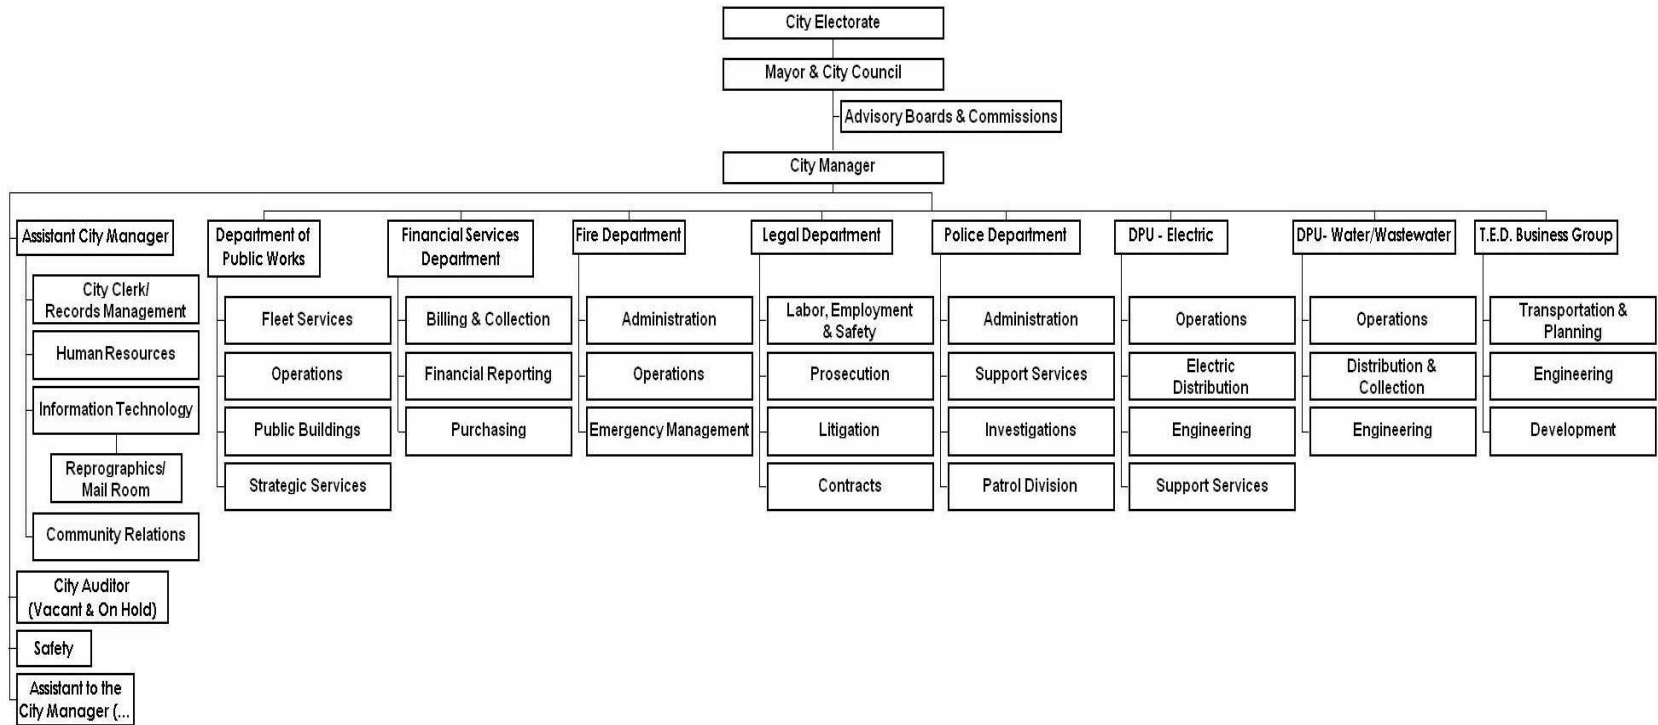 City Electorate
Mayor & City Council
Advisory Boards & Commissions
City Manager
Assistant City Manager
City Clerk/
Records Management
Human Resources
Information Technology
Reprographics/
Mail Room
Community Relations
City Auditor
(Vacant & On Hold)
Safety
Assistant to the
City Manager (...
Department of
Public Works
Fleet Services
Operations
Public Buildings
Strategic Services
Financial Services
Department
Billing & Collection
Financial Reporting
Purchasing
Fire Department
Administration
Operations
Emergency Management
Legal Department
Labor, Employment
& Safety
Prosecution
Litigation
Contracts
Police Department
Administration
Support Services
Investigations
Patrol Division
DPU - Electric
Operations
Electric
Distribution
Engineering
Support Services
DPU- Water/Wastewater
Operations
Distribution &
Collection
Engineering
T.E.D. Business Group
Transportation &
Planning
Engineering
Development